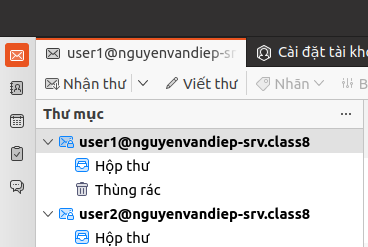 user1@nguyenvandiep-sr
Cài đặt tài kh
Nhận thư
Viết thư
Nhãn
Thư mục
user1@nguyenvandiep-srv.class8
Hộp thư
Thùng rác
user2@nguyenvandiep-srv.class8
Hộp thư